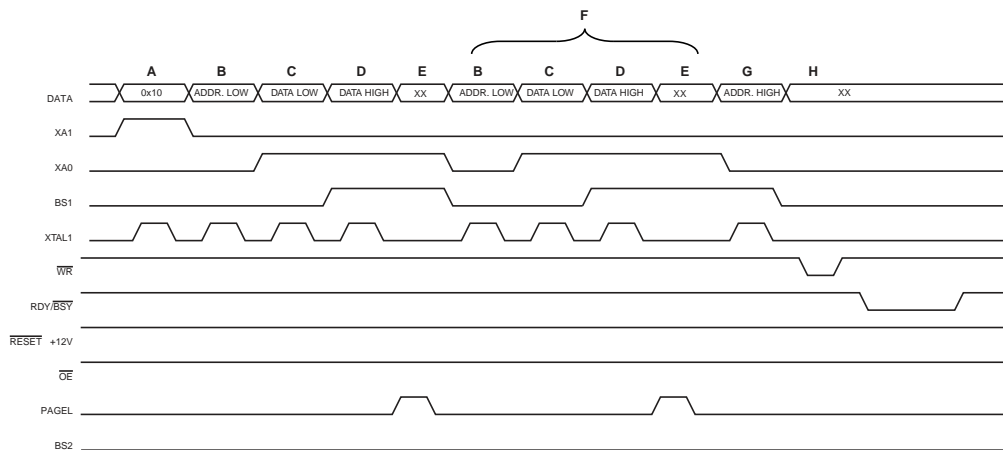 F
A B C D E B C D E G H
DATA 0x10 ADDR. LOW DATA LOW DATA HIGH XX ADDR. LOW DATA LOW DATA HIGH XX ADDR. HIGH XX
XA1
XA0
BS1
XTAL1
WR
RDY/BSY
RESET +12V
OE
PAGEL
BS2